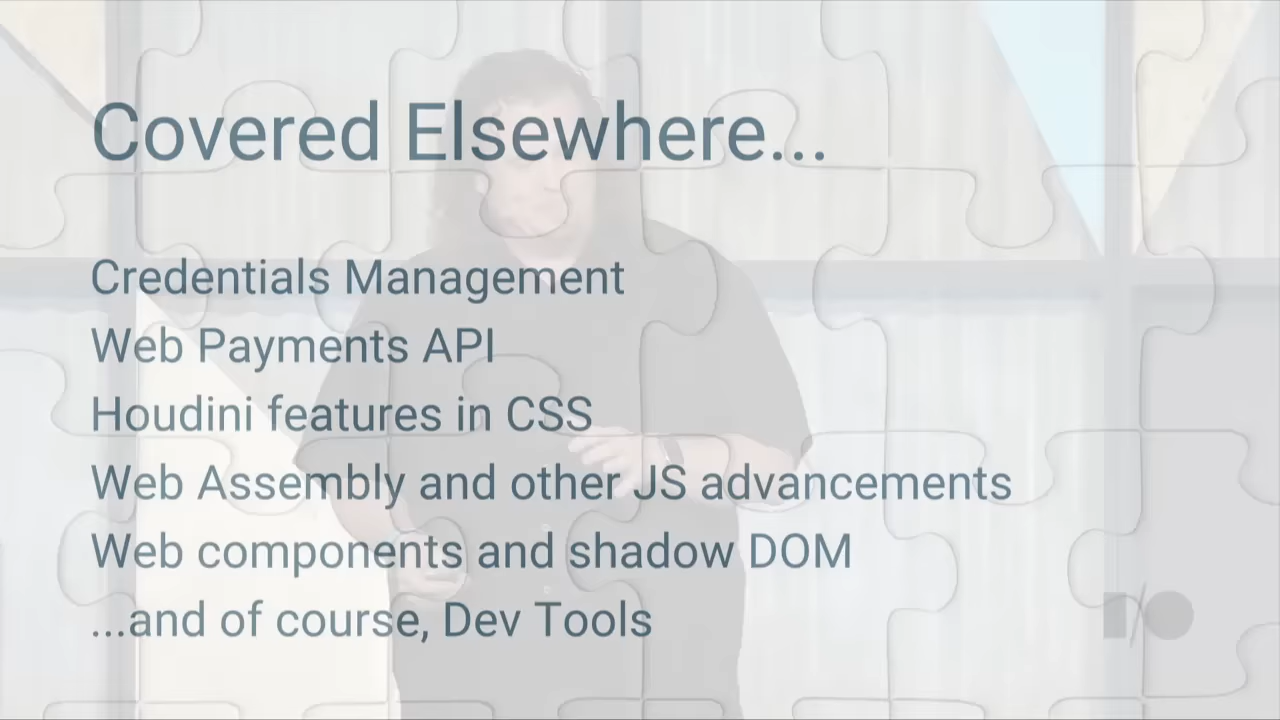 Covered Elsewhere...
Credentials Management
Web Payments API
Houdini features in CSS
Web Assembly and other JS advancements
Web components and shadow DOM
...and of course, Dev Tools
I/O